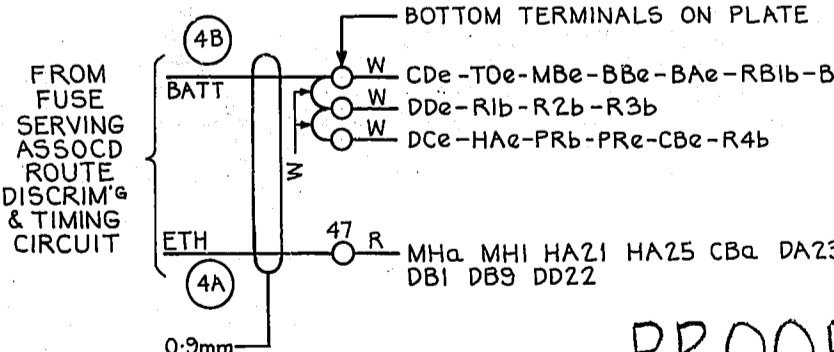 BOTTOM TERMINALS ON PLATE
4B
FROM
FUSE
SERVING
ASSOCD
ROUTE
DISCRIM'G
& TIMING
CIRCUIT
BATT
W CDe-TOe-MBe-BBe-BAe-RB1b-B
W DDe-R1b-R2b-R3b
W DCe-HAe-PRb-PRe-CBe-R4b
W
ETH
47 R MHa MH1 HA21 HA25 CBa DA23
DB1 DB9 DD22
4A
0·9mm